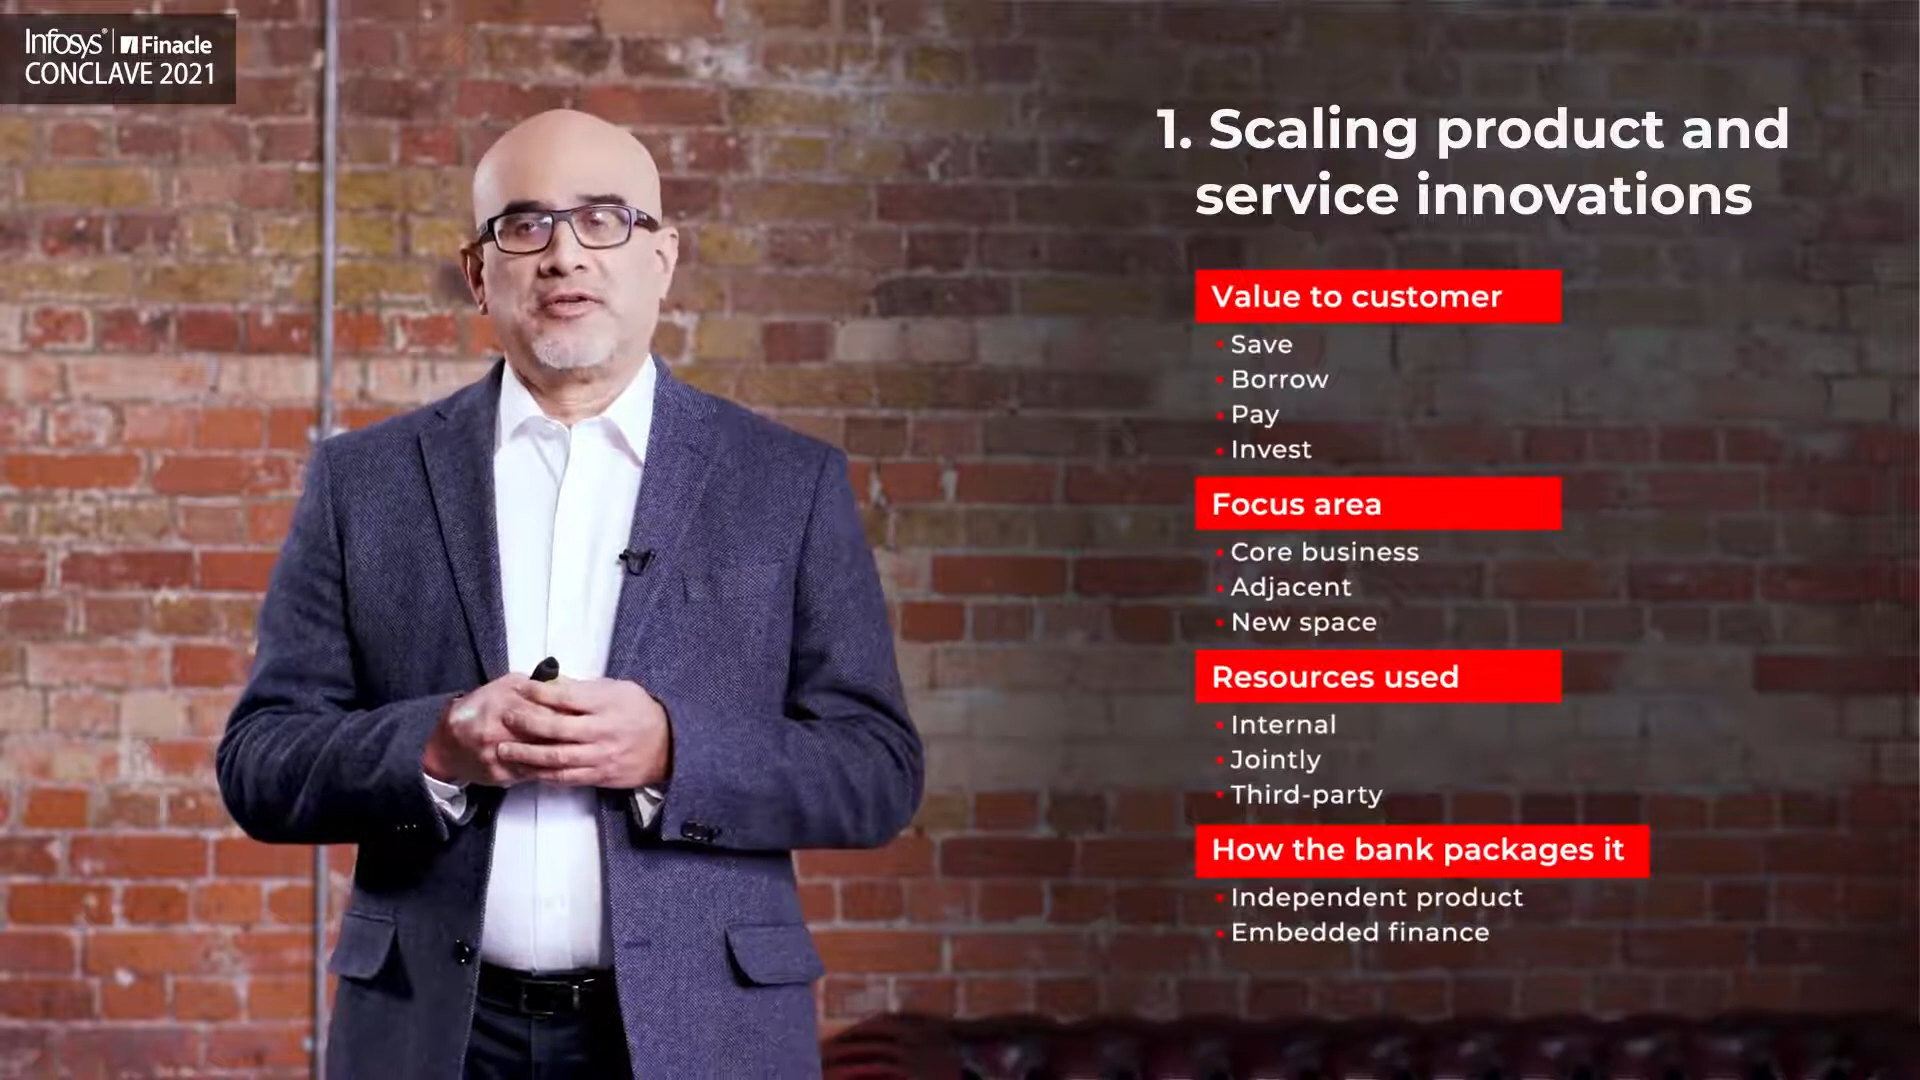 Infosys® | Finacle
CONCLAVE 2021
1. Scaling product and
service innovations
Value to customer
• Save
• Borrow
• Pay
• Invest
Focus area
• Core business
• Adjacent
• New space
Resources used
• Internal
• Jointly
• Third-party
How the bank packages it
• Independent product
• Embedded finance